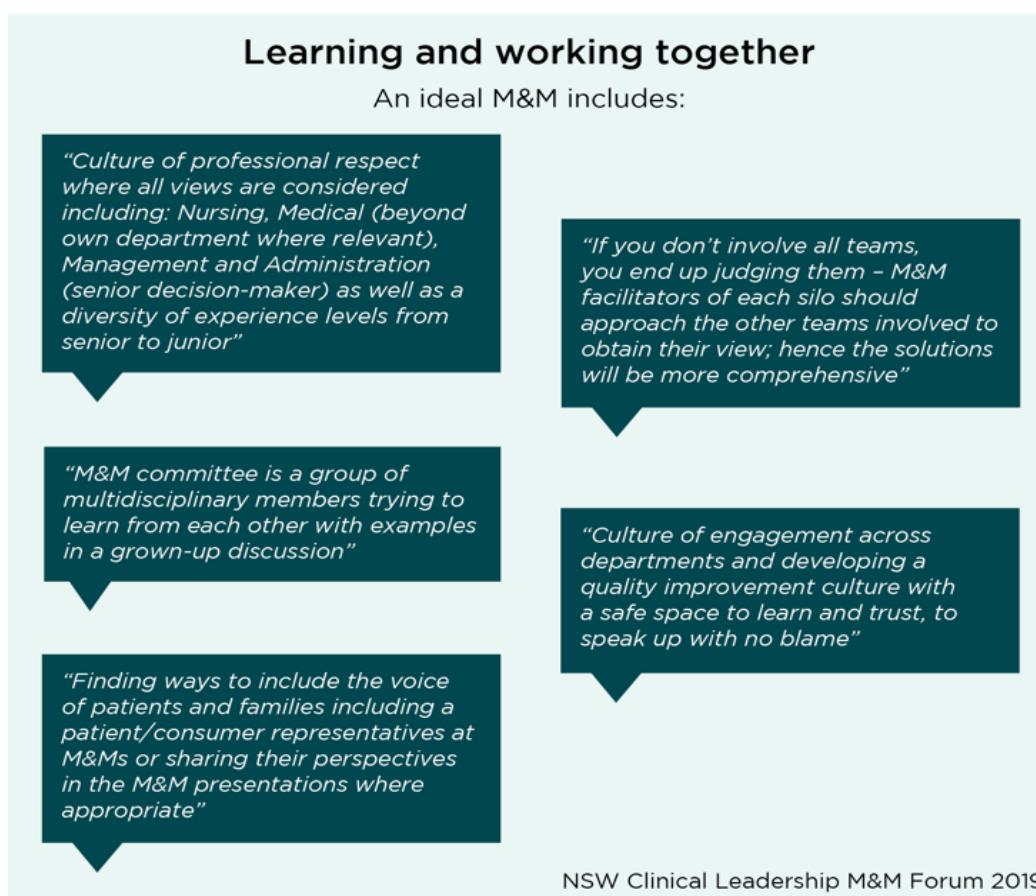 Learning and working together
An ideal M&M includes:
“Culture of professional respect
where all views are considered
including: Nursing, Medical (beyond
own department where relevant),
Management and Administration
(senior decision-maker) as well as a
diversity of experience levels from
senior to junior”
“If you don’t involve all teams,
you end up judging them – M&M
facilitators of each silo should
approach the other teams involved to
obtain their view; hence the solutions
will be more comprehensive”
“M&M committee is a group of
multidisciplinary members trying to
learn from each other with examples
in a grown-up discussion”
“Culture of engagement across
departments and developing a
quality improvement culture with
a safe space to learn and trust, to
speak up with no blame”
“Finding ways to include the voice
of patients and families including a
patient/consumer representatives at
M&Ms or sharing their perspectives
in the M&M presentations where
appropriate”
NSW Clinical Leadership M&M Forum 2019